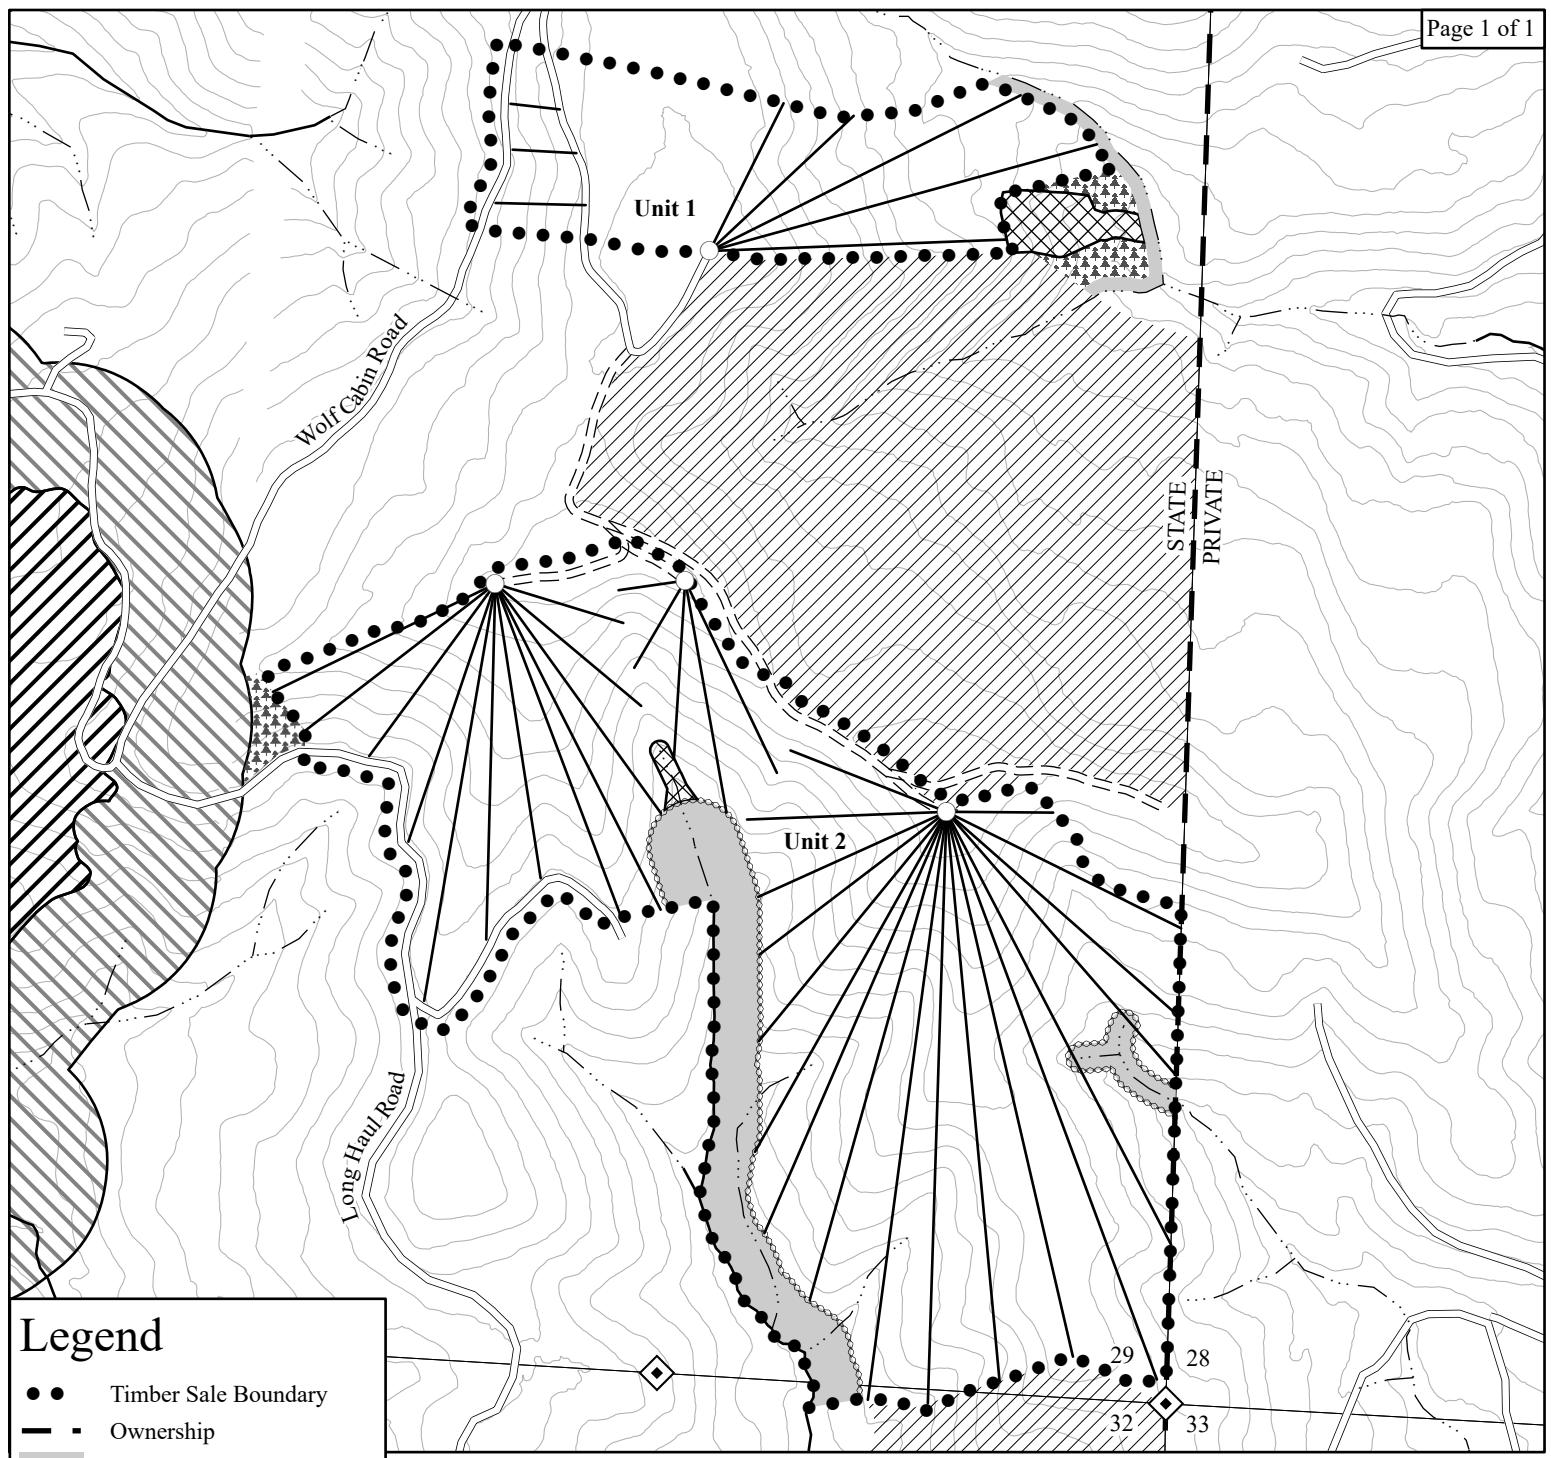 Page 1 of 1
Unit 1
Wolf Cabin Road
STATE
PRIVATE
Unit 2
Long Haul Road
29 28
32 33
Legend
Timber Sale Boundary
Ownership